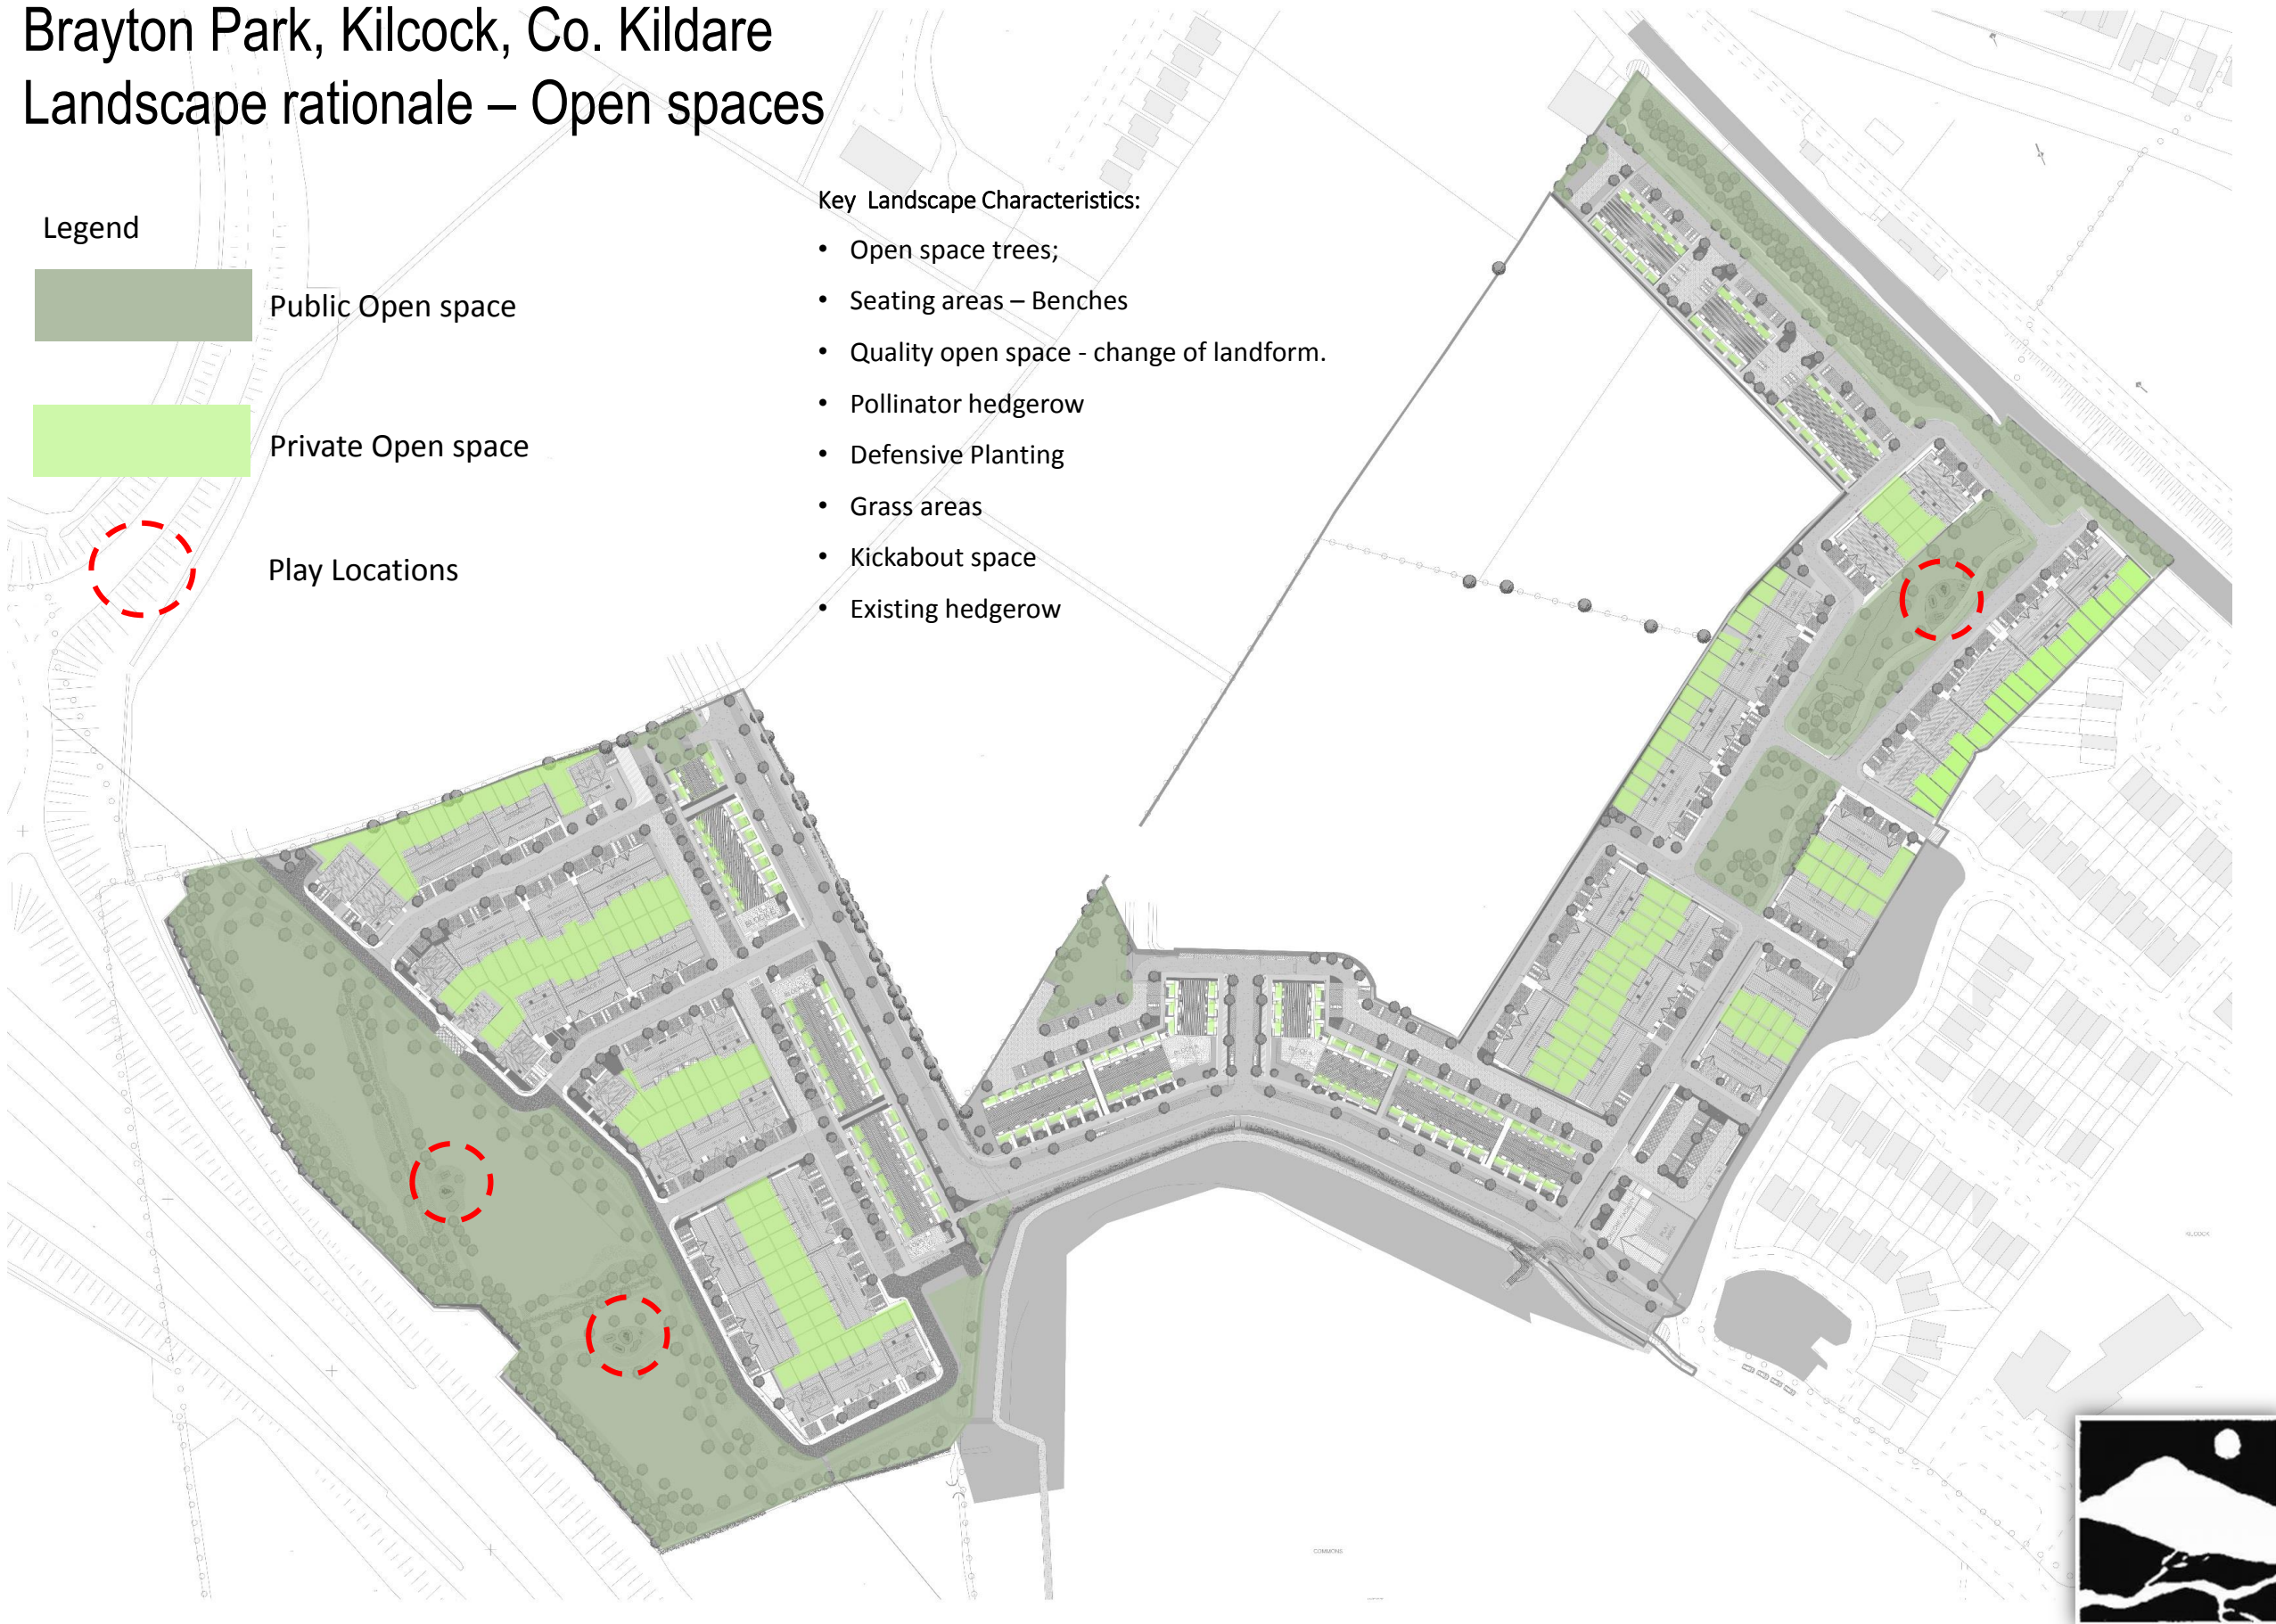 Brayton Park, Kilcock, Co. Kildare
Landscape rationale – Open spaces
Legend
Public Open space
Private Open space
Play Locations
Key Landscape Characteristics:
• Open space trees;
• Seating areas – Benches
• Quality open space - change of landform.
• Pollinator hedgerow
• Defensive Planting
• Grass areas
• Kickabout space
• Existing hedgerow
KILCOCK
COMMONS